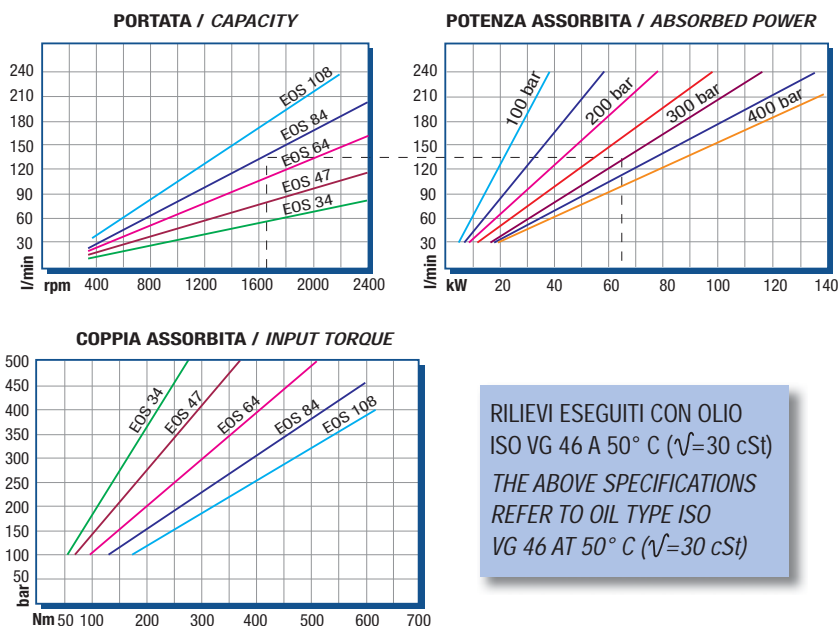 PORTATA / CAPACITY
240
210
180
150
120
90
60
30
l/min
rpm 400 800 1200 1600 2000 2400
EOS 108
EOS 84
EOS 64
EOS 47
EOS 34
POTENZA ASSORBITA / ABSORBED POWER
240
210
180
150
120
90
60
30
l/min
kW 20 40 60 80 100 120 140
100 bar
200 bar
300 bar
400 bar
COPPIA ASSORBITA / INPUT TORQUE
500
450
400
350
300
250
200
150
100
50
bar
Nm 50 100 200 300 400 500 600 700
EOS 34
EOS 47
EOS 64
EOS 84
EOS 108
RILIEVI ESEGUITI CON OLIO
ISO VG 46 A 50° C (√=30 cSt)
THE ABOVE SPECIFICATIONS
REFER TO OIL TYPE ISO
VG 46 AT 50° C (√=30 cSt)